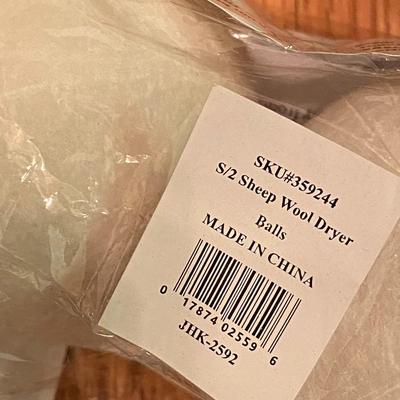 SKU#359244
S/2 Sheep Wool Dryer
Balls
MADE IN CHINA
0 17874 02559 6
JHK-2592